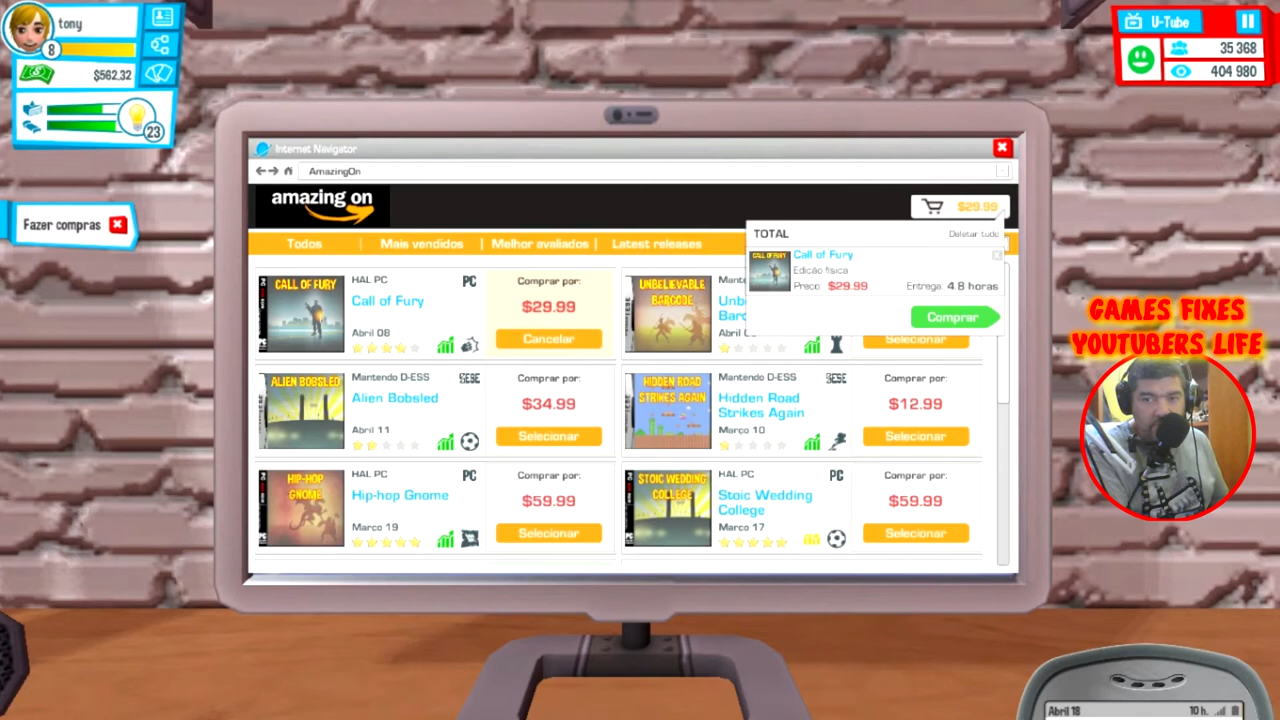 tony
8
$562.32
23
Fazer compras
U-Tube
35 368
404 980
Internet Navigator
AmazingOn
amazing on
$29.99
Todos | Mais vendidos | Melhor avaliados | Latest releases
TOTAL
Deletar tudo
Call of Fury
Edicão física
Preço: $29.99
Entrega: 4.8 horas
Comprar
CALL OF FURY
HAL PC
PC
Call of Fury
Abril 08
Comprar por:
$29.99
Cancelar
UNBELIEVABLE
BARCODE
Selecionar
ALIEN BOBSLED
Mantendo D-ESS
Alien Bobsled
Abril 11
Comprar por:
$34.99
Selecionar
HIDDEN ROAD
STRIKES AGAIN
Mantendo D-ESS
Hidden Road
Strikes Again
Marco 10
Comprar por:
$12.99
Selecionar
HIP-HOP
GNOME
HAL PC
PC
Hip-hop Gnome
Marco 19
Comprar por:
$59.99
Selecionar
STOIC WEDDING
COLLEGE
HAL PC
PC
Stoic Wedding
College
Marco 17
Comprar por:
$59.99
Selecionar
GAMES FIXES
YOUTUBERS LIFE
Abril 18
10 h.